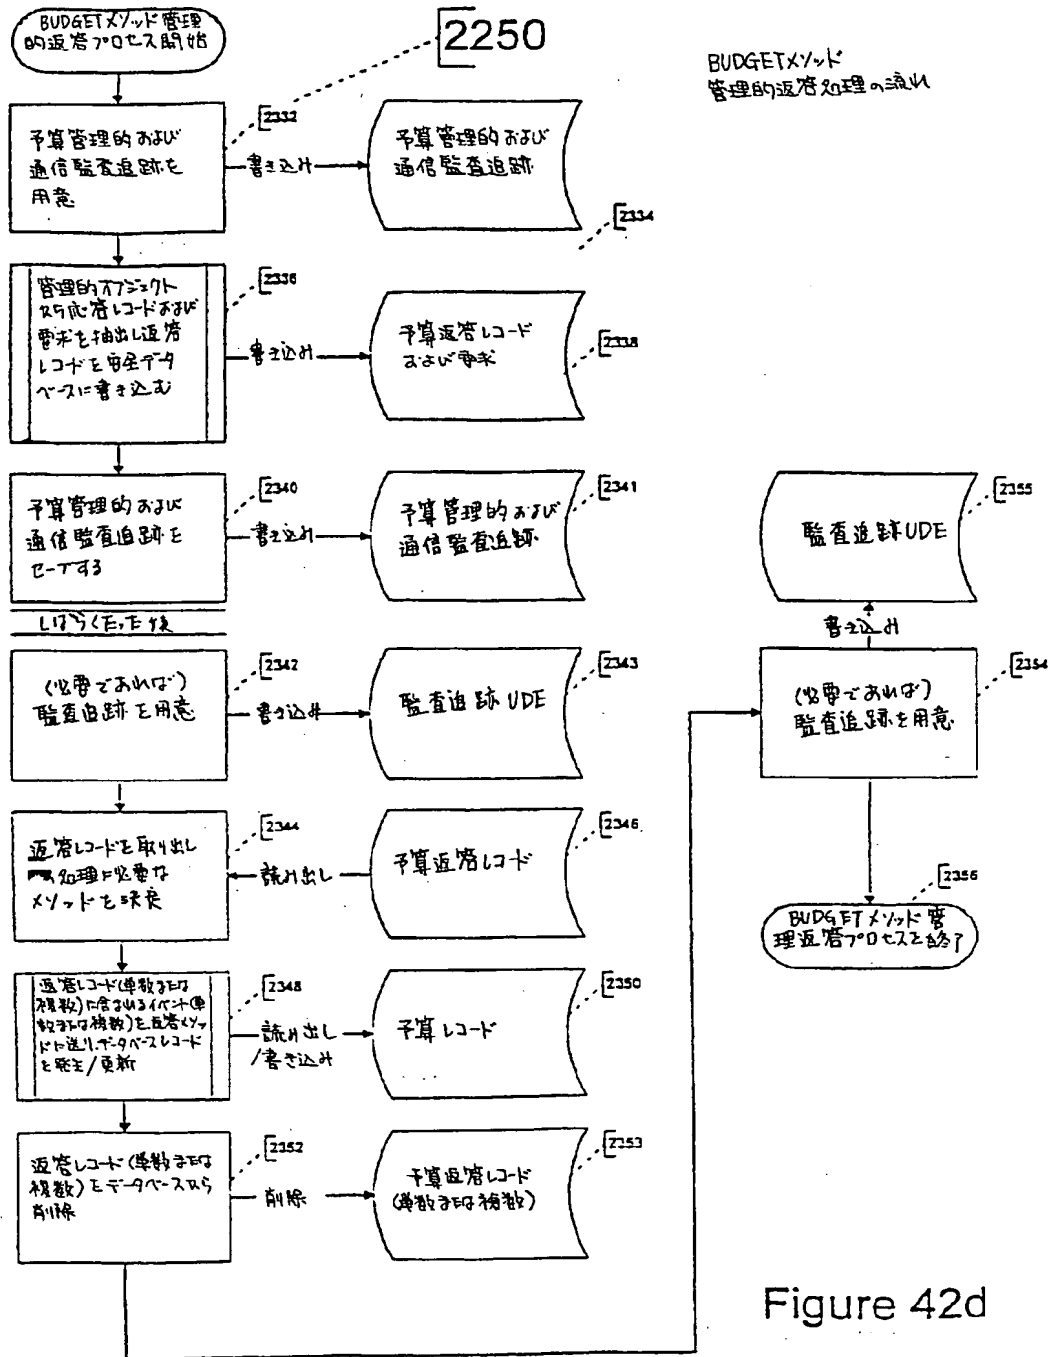 BUDGETメソッド管理
的返答プロセス開始
2250
BUDGETメソッド
管理的返答処理の流れ
2332
予算管理的および
通信監査追跡を
用意
書き込み
予算管理的および
通信監査追跡
2334
2336
管理的オブジェクト
から応答レコードおよび
要求を抽出し返答
レコードを安全データ
ベースに書き込む
書き込み
予算返答レコード
および要求
2338
2340
予算管理的および
通信監査追跡を
セーブする
書き込み
予算管理的および
通信監査追跡
2341
しばらくたった後
2342
(必要であれば)
監査追跡を用意
書き込み
監査追跡 UDE
2343
2344
返答レコードを取り出し
処理に必要な
メソッドを決定
読み出し
予算返答レコード
2346
2348
返答レコード(単数または
複数)に含まれるイベント(単
数または複数)を返答メソッ
ドに送り、データベースレコード
を発生/更新
読み出し
/書き込み
予算レコード
2350
2352
返答レコード(単数または
複数)をデータベースから
削除
削除
予算返答レコード
(単数または複数)
2353
監査追跡UDE
2355
書き込み
(必要であれば)
監査追跡を用意
2354
2356
BUDGETメソッド管
理返答プロセスを終了
Figure 42d